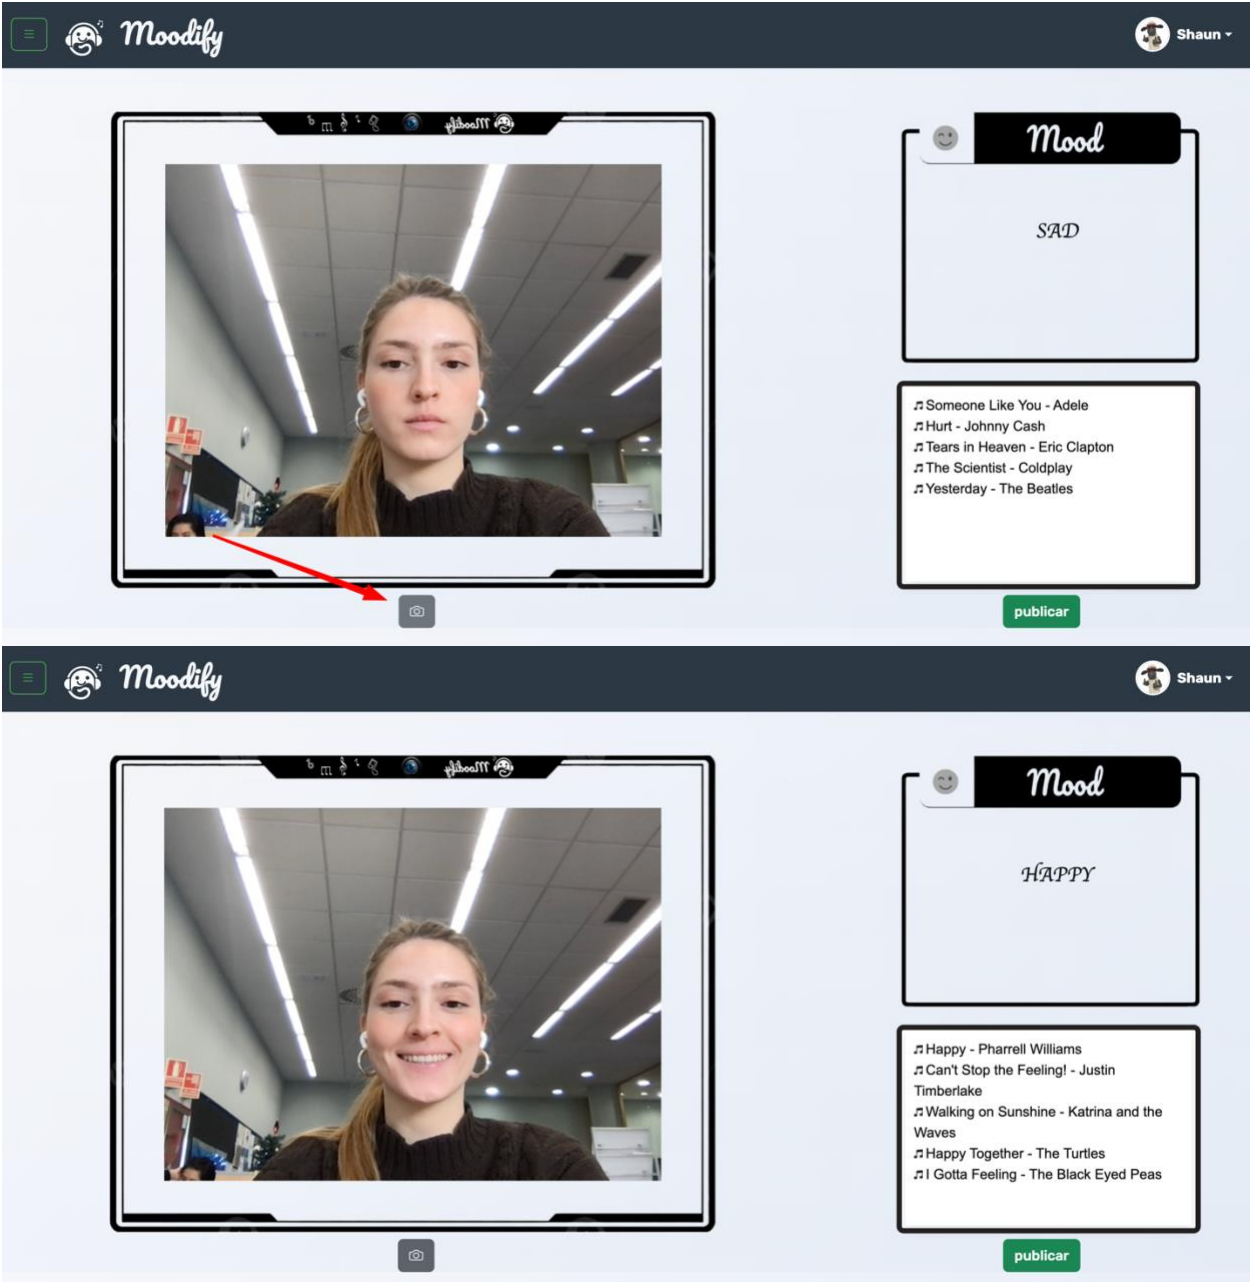 Moodify
Shaun
Moodify
Mood
SAD
♫Someone Like You - Adele
♫Hurt - Johnny Cash
♫Tears in Heaven - Eric Clapton
♫The Scientist - Coldplay
♫Yesterday - The Beatles
publicar
Moodify
Shaun
Moodify
Mood
HAPPY
♫Happy - Pharrell Williams
♫Can't Stop the Feeling! - Justin
Timberlake
♫Walking on Sunshine - Katrina and the
Waves
♫Happy Together - The Turtles
♫I Gotta Feeling - The Black Eyed Peas
publicar